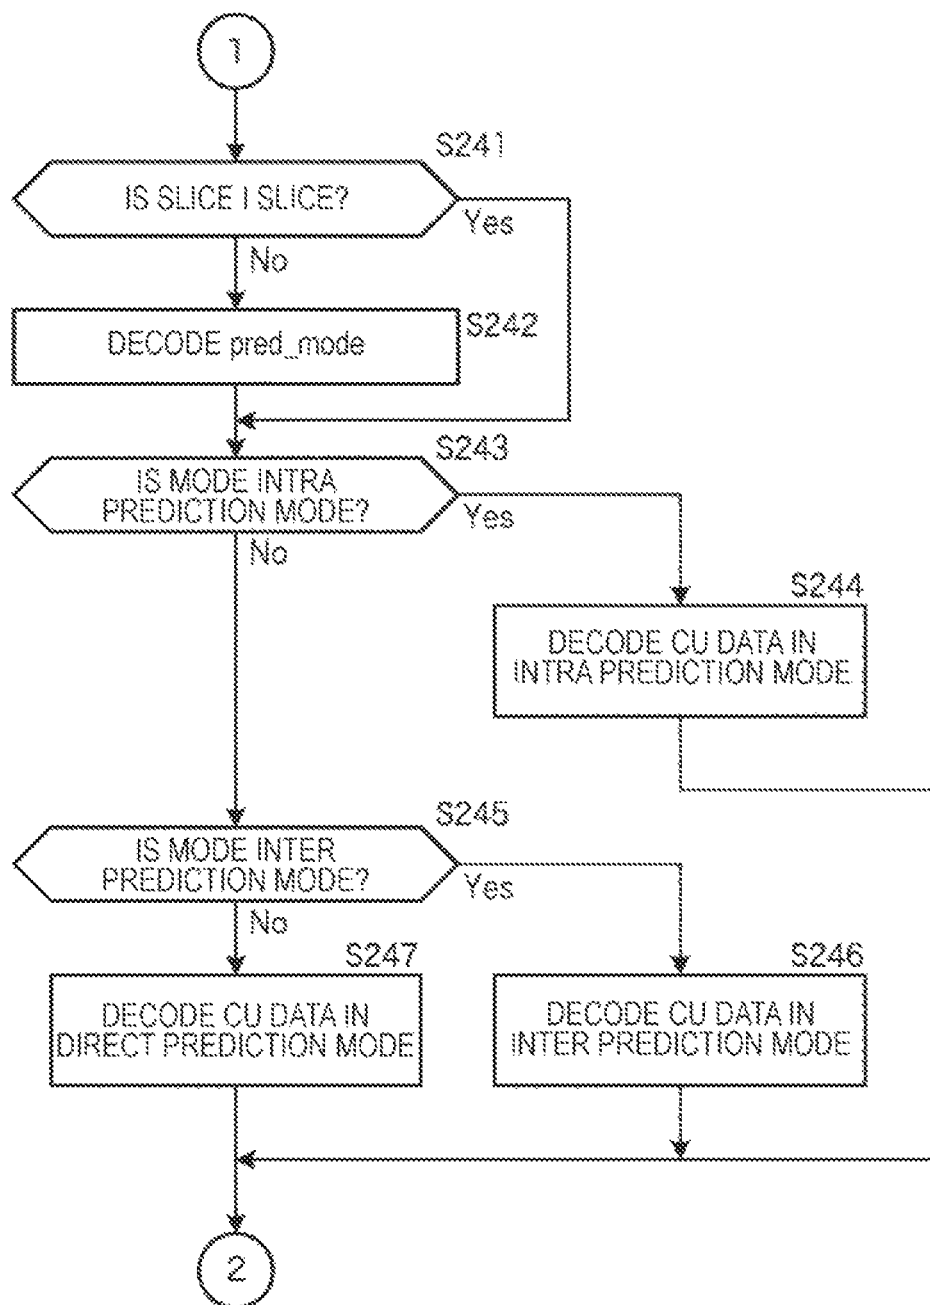 1
S241
IS SLICE I SLICE?
Yes
No
S242
DECODE pred_mode
S243
IS MODE INTRA
PREDICTION MODE?
Yes
No
S244
DECODE CU DATA IN
INTRA PREDICTION MODE
S245
IS MODE INTER
PREDICTION MODE?
Yes
No
S247
S246
DECODE CU DATA IN
DIRECT PREDICTION MODE
DECODE CU DATA IN
INTER PREDICTION MODE
2